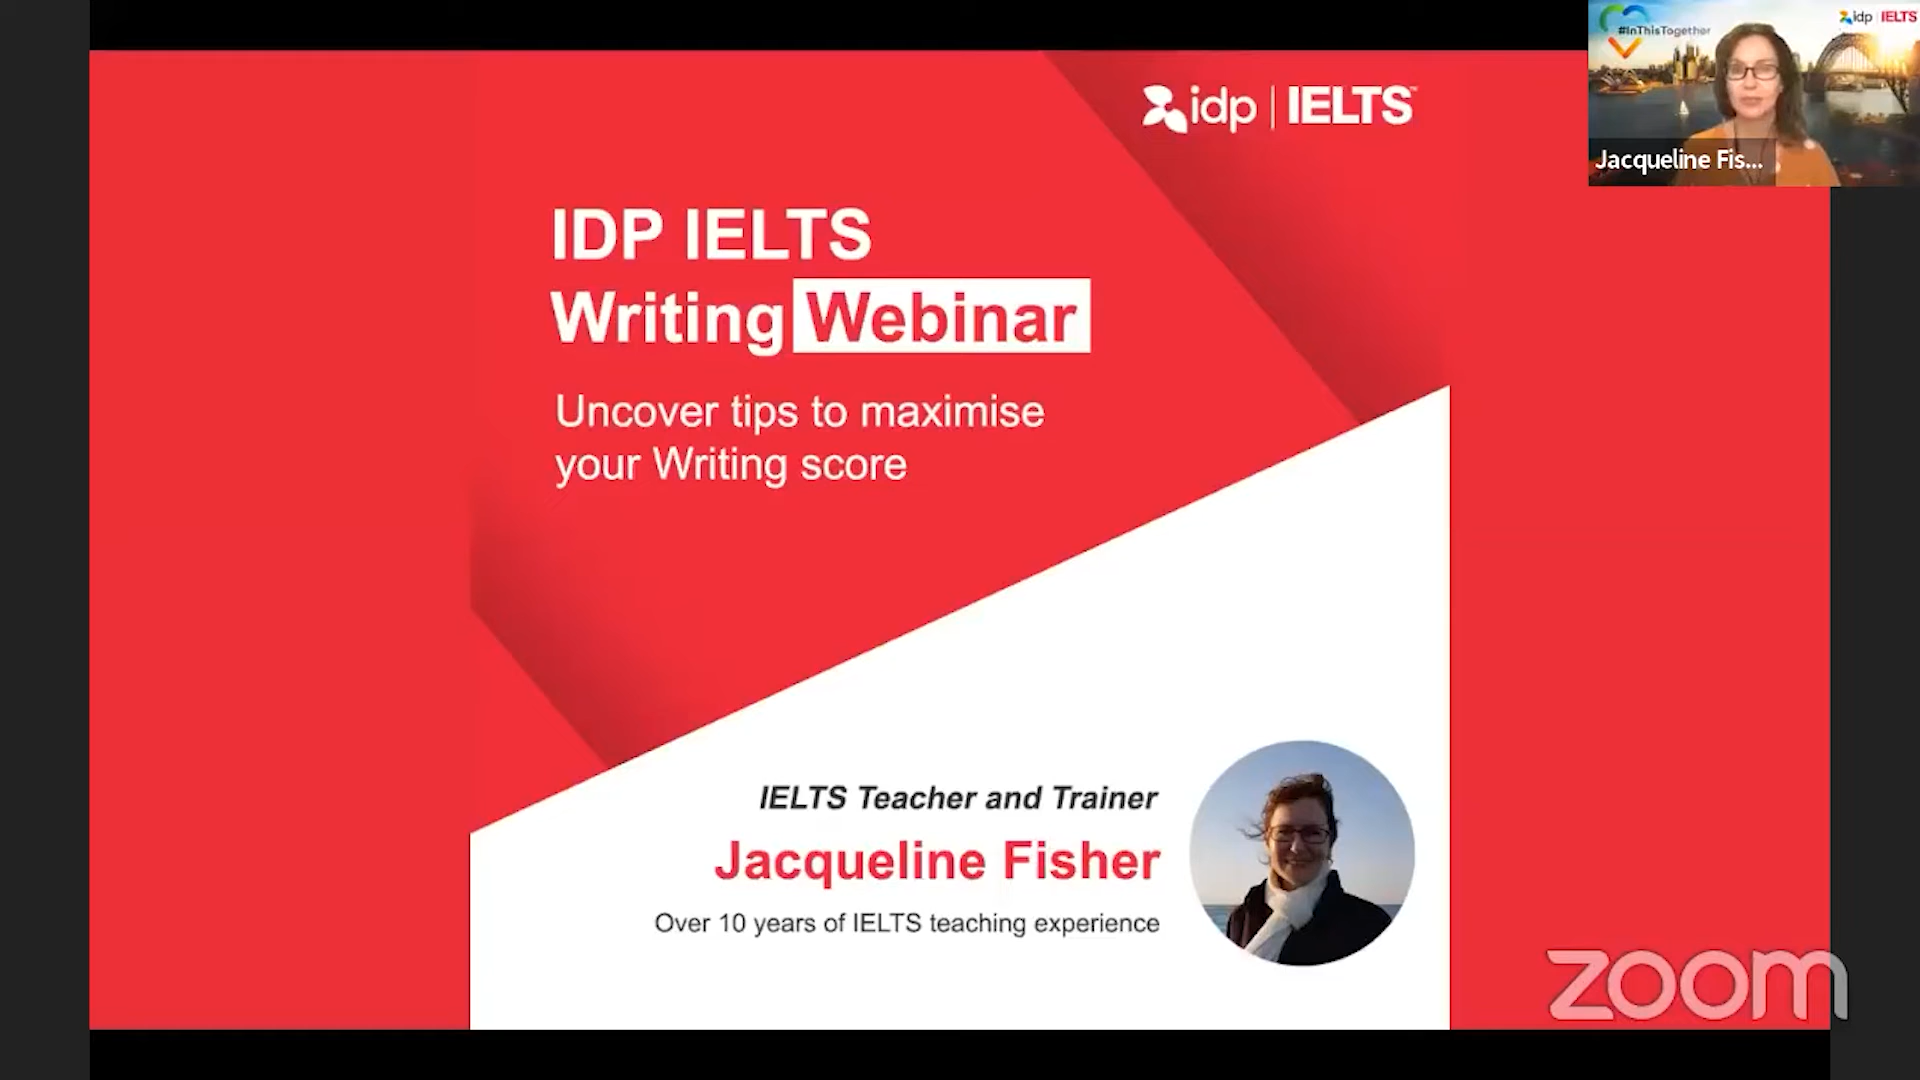 idp | IELTS
#InThisTogether
idp IELTS
Jacqueline Fis...
IDP IELTS
Writing Webinar
Uncover tips to maximise
your Writing score
IELTS Teacher and Trainer
Jacqueline Fisher
Over 10 years of IELTS teaching experience
zoom